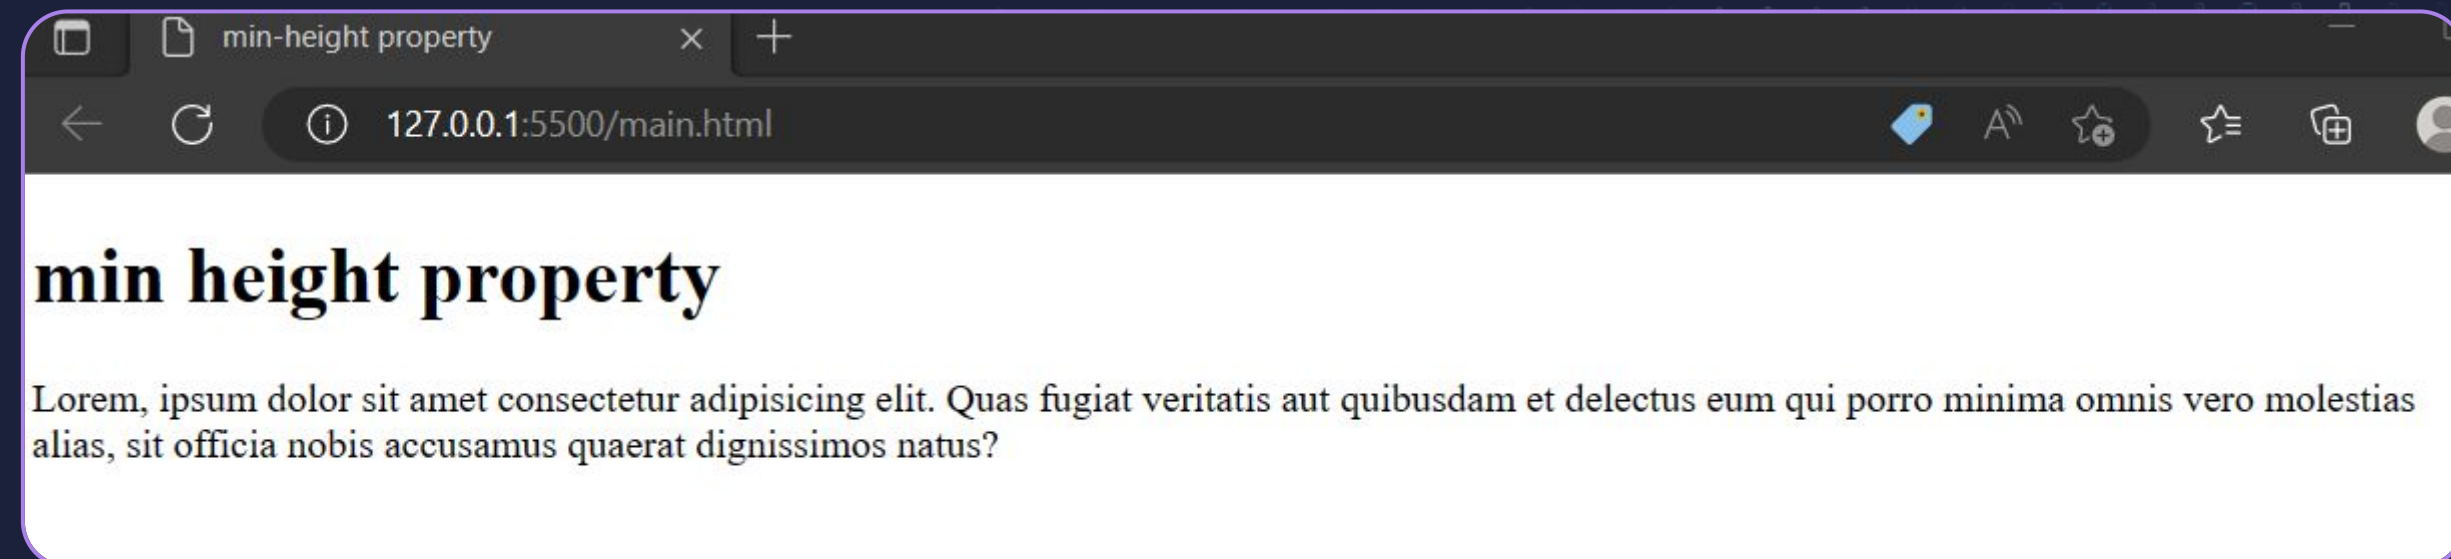 min-height property
127.0.0.1:5500/main.html
min height property
Lorem, ipsum dolor sit amet consectetur adipisicing elit. Quas fugiat veritatis aut quibusdam et delectus eum qui porro minima omnis vero molestias
alias, sit officia nobis accusamus quaerat dignissimos natus?